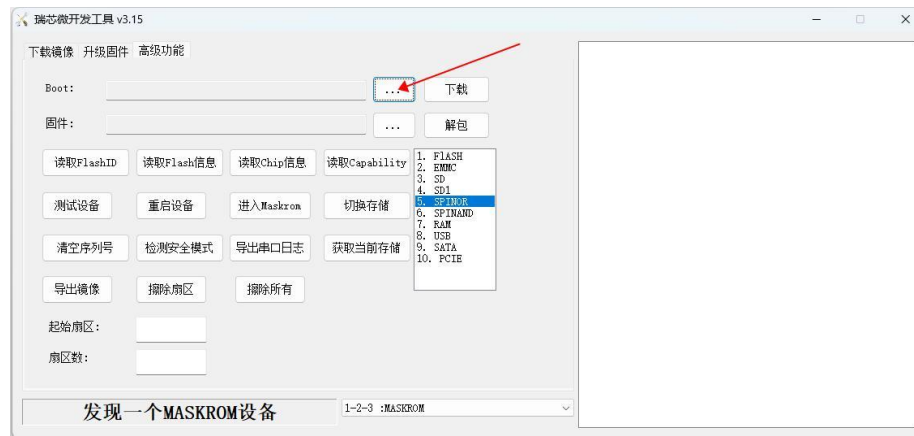 瑞芯微开发工具 v3.15
下载镜像 升级固件 高级功能
Boot: ... 下载
固件: ... 解包
读取FlashID 读取Flash信息 读取Chip信息 读取Capability
测试设备 重启设备 进入Maskrom 切换存储
清空序列号 检测安全模式 导出串口日志 获取当前存储
导出镜像 擦除扇区 擦除所有
1. FlASH
2. EMMC
3. SD
4. SD1
5. SPINOR
6. SPINAND
7. RAM
8. USB
9. SATA
10. PCIE
起始扇区:
扇区数:
发现一个MASKROM设备 1-2-3 :MASKROM